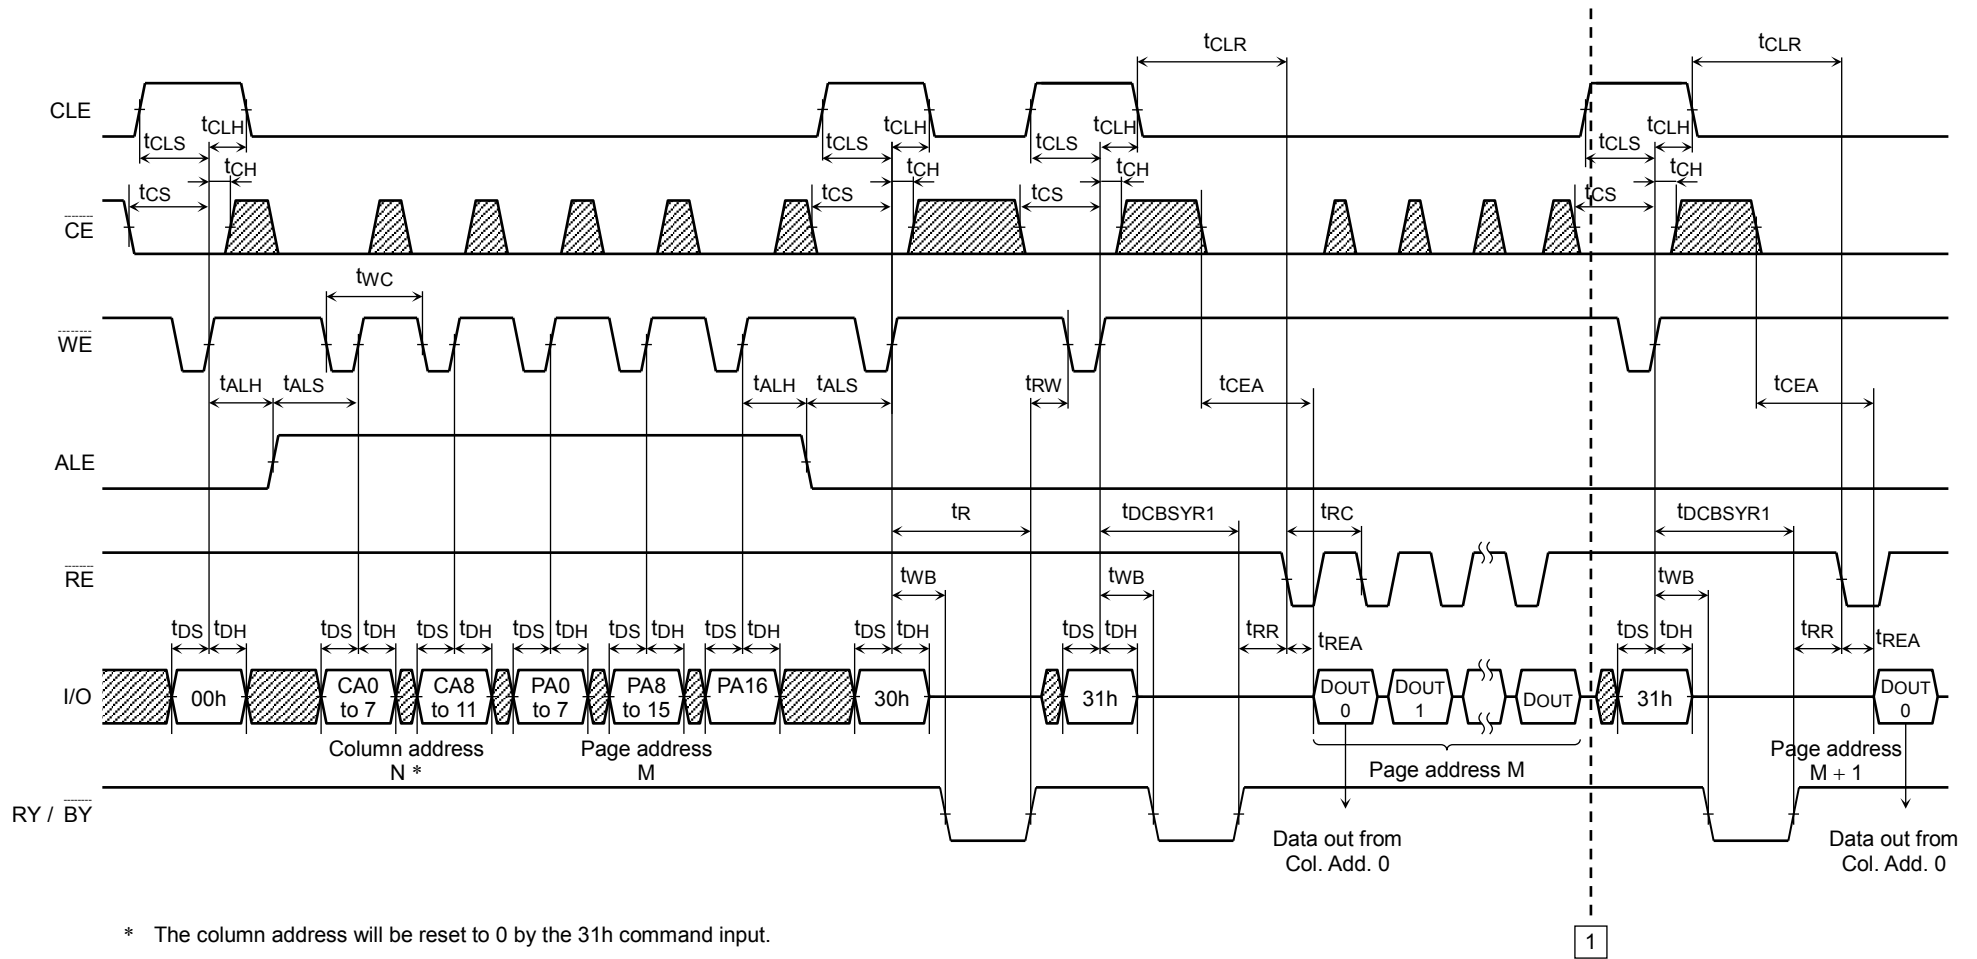 tCLR tCLR
CLE
tCLS tCLH tCLS tCLH tCLS tCLH tCLS tCLH
tCS tCH tCS tCH tCS tCH tCS tCH
CE
tWC
WE
tALH tALS tALH tALS tRW tCEA tCEA
ALE
tR tDCBSYR1 tRC tDCBSYR1
RE
tWB tWB tWB
tDS tDH tDS tDH tDS tDH tDS tDH tDS tDH tDS tDH tDS tDH tDS tDH tRR tREA tDS tDH tRR tREA
I/O
00h
CA0
to 7
CA8
to 11
PA0
to 7
PA8
to 15
PA16
30h
31h
DOUT
0
DOUT
1
DOUT
31h
DOUT
0
Column address
N *
Page address
M
Page address M
Page address
M + 1
RY / BY
Data out from
Col. Add. 0
Data out from
Col. Add. 0
* The column address will be reset to 0 by the 31h command input.
1